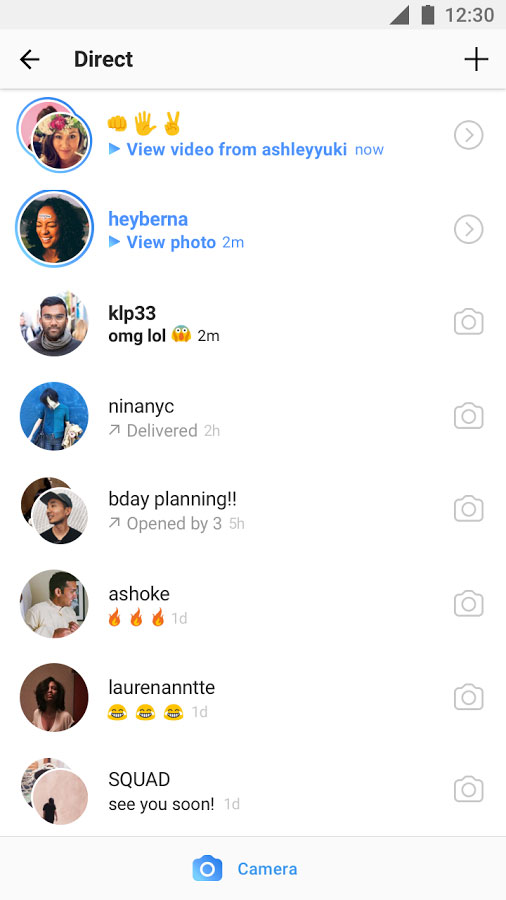 12:30
Direct
👊🖐✌
View video from ashleyyuki now
heyberna
View photo 2m
klp33
omg lol 😱 2m
ninanyc
Delivered 2h
bday planning!!
Opened by 3 5h
ashoke
🔥 🔥 🔥 1d
laurenanntte
😂 😂 😂 1d
SQUAD
see you soon! 1d
Camera